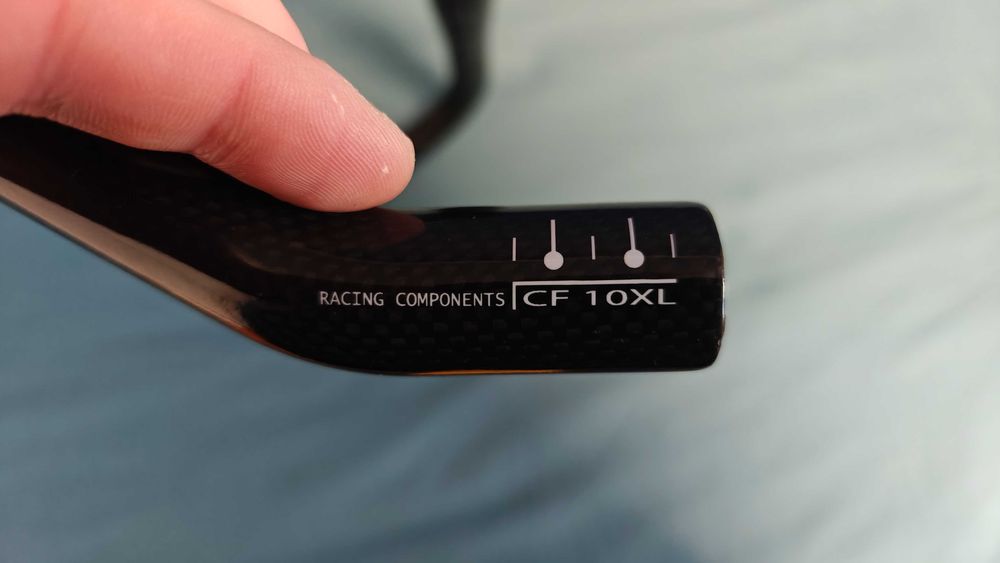 RACING COMPONENTS CF 10XL